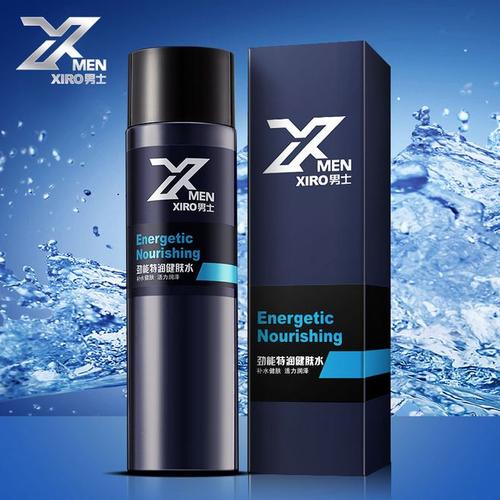 MEN
XIRO男士
MEN
XIRO男士
Energetic
Nourishing
劲能特润健肤水
补水健肤 活力润泽
MEN
XIRO男士
Energetic
Nourishing
劲能特润健肤水
补水健肤 活力润泽